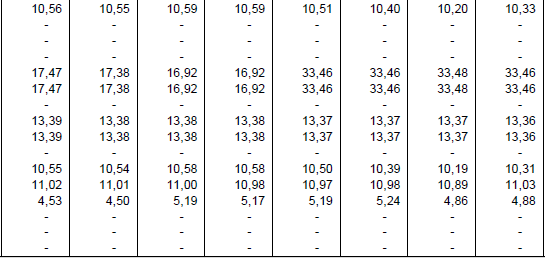 10,56 10,55 10,59 10,59 10,51 10,40 10,20 10,33
- - - - - - - -
- - - - - - - -
- - - - - - - -
17,47 17,38 16,92 16,92 33,46 33,46 33,48 33,46
17,47 17,38 16,92 16,92 33,46 33,46 33,48 33,46
- - - - - - - -
13,39 13,38 13,38 13,38 13,37 13,37 13,37 13,36
13,39 13,38 13,38 13,38 13,37 13,37 13,37 13,36
- - - - - - - -
10,55 10,54 10,58 10,58 10,50 10,39 10,19 10,31
11,02 11,01 11,00 10,98 10,97 10,98 10,89 11,03
4,53 4,50 5,19 5,17 5,19 5,24 4,86 4,88
- - - - - - - -
- - - - - - - -
- - - - - - - -